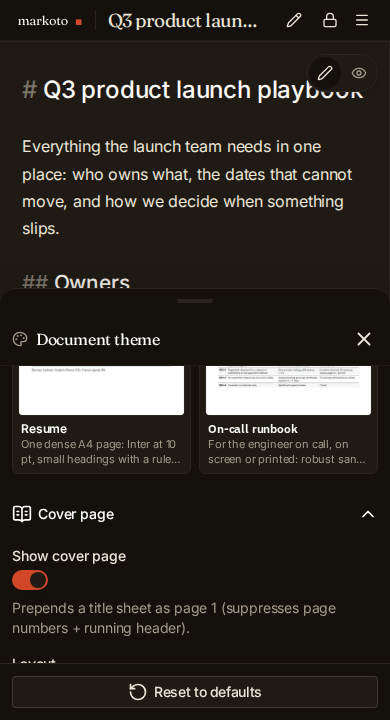 markoto
Q3 product laun...
# Q3 product launch playbook
Everything the launch team needs in one
place: who owns what, the dates that cannot
move, and how we decide when something
slips.
## Owners
Document theme
Resume
One dense A4 page: Inter at 10
pt, small headings with a rule...
On-call runbook
For the engineer on call, on
screen or printed: robust san...
Cover page
Show cover page
Prepends a title sheet as page 1 (suppresses page
numbers + running header).
Layout
Reset to defaults